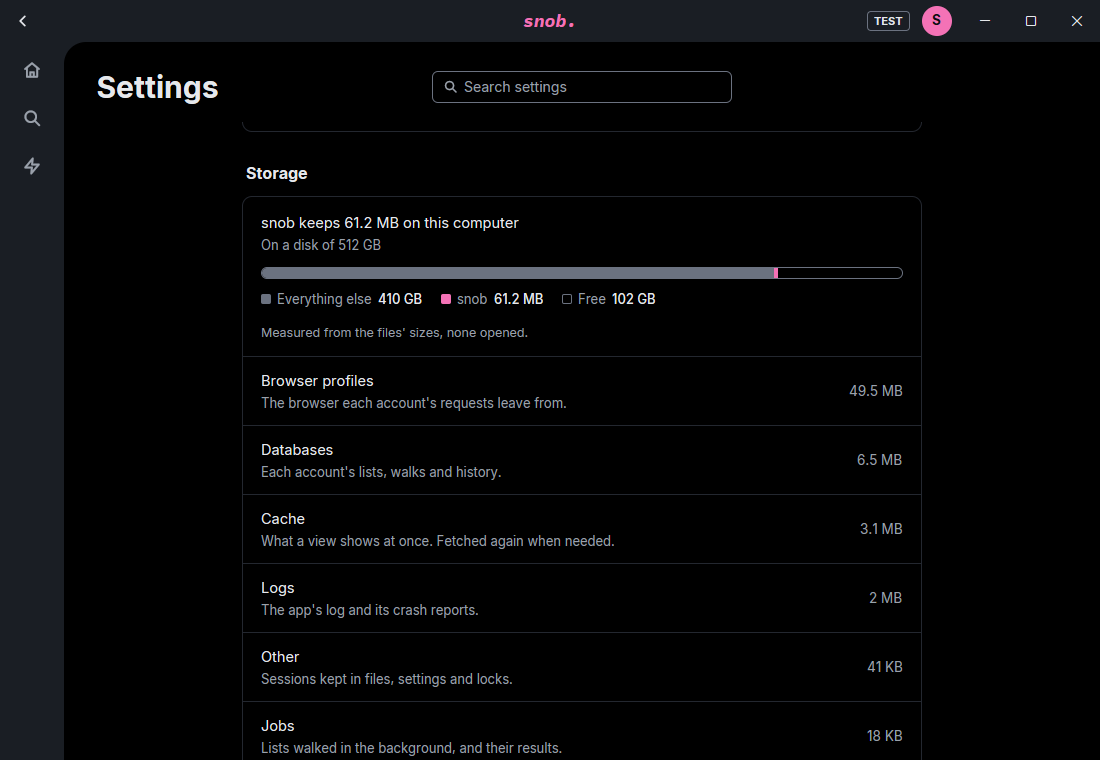 snob.
TEST
S
Settings
Search settings
Storage
snob keeps 61.2 MB on this computer
On a disk of 512 GB
Everything else 410 GB snob 61.2 MB Free 102 GB
Measured from the files' sizes, none opened.
Browser profiles
The browser each account's requests leave from.
49.5 MB
Databases
Each account's lists, walks and history.
6.5 MB
Cache
What a view shows at once. Fetched again when needed.
3.1 MB
Logs
The app's log and its crash reports.
2 MB
Other
Sessions kept in files, settings and locks.
41 KB
Jobs
Lists walked in the background, and their results.
18 KB